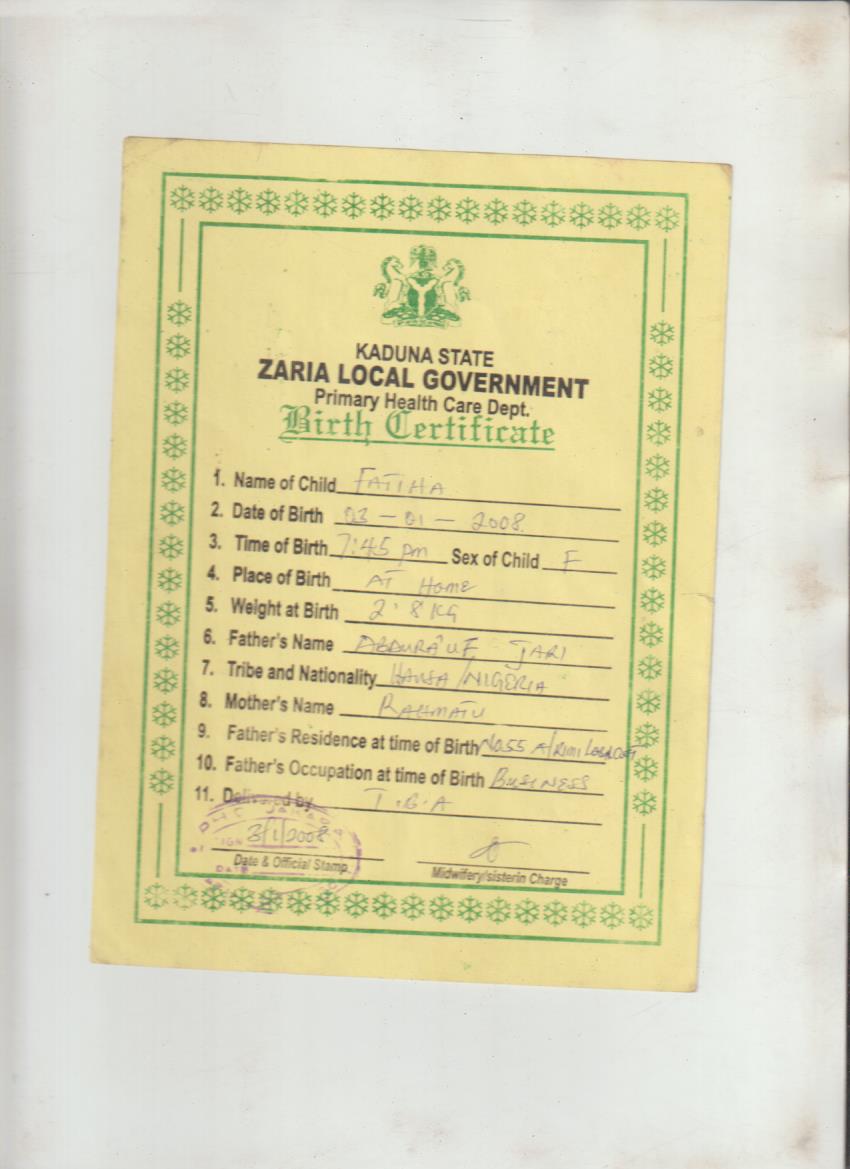 KADUNA STATE
ZARIA LOCAL GOVERNMENT
Primary Health Care Dept.
Birth Certificate
1. Name of Child FATIHA
2. Date of Birth 03 - 01 - 2008
3. Time of Birth 7:45 pm Sex of Child F
4. Place of Birth AT Home
5. Weight at Birth 2.8 KG
6. Father's Name ABDURA'UF JARI
7. Tribe and Nationality HAUSA/NIGERIA
8. Mother's Name RAHMATU
9. Father's Residence at time of Birth NO.55 A/RIMI
10. Father's Occupation at time of Birth BUSINESS
11. Delivered by T.B.A
3/1/2008
Date & Official Stamp
Midwifery/sisterin Charge